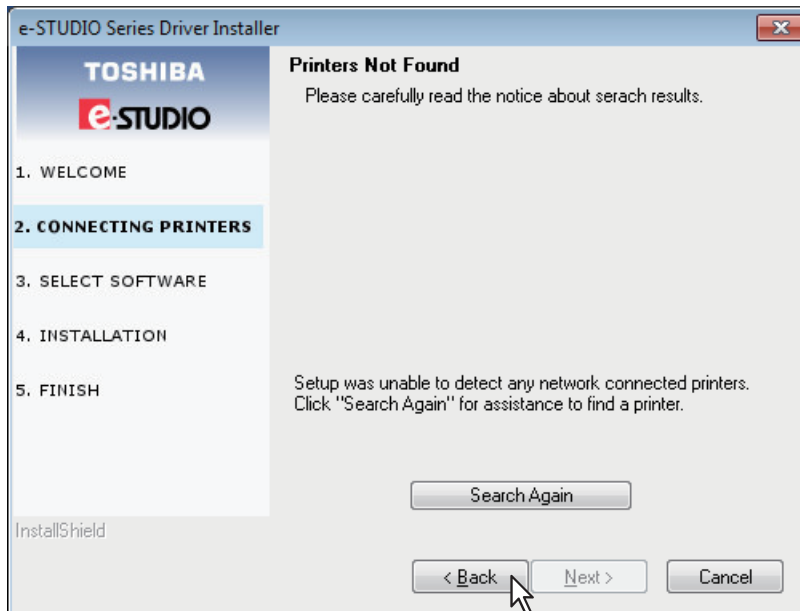 e-STUDIO Series Driver Installer
TOSHIBA
e-STUDIO
1. WELCOME
2. CONNECTING PRINTERS
3. SELECT SOFTWARE
4. INSTALLATION
5. FINISH
InstallShield
Printers Not Found
Please carefully read the notice about serach results.
Setup was unable to detect any network connected printers.
Click "Search Again" for assistance to find a printer.
Search Again
< Back
Next >
Cancel